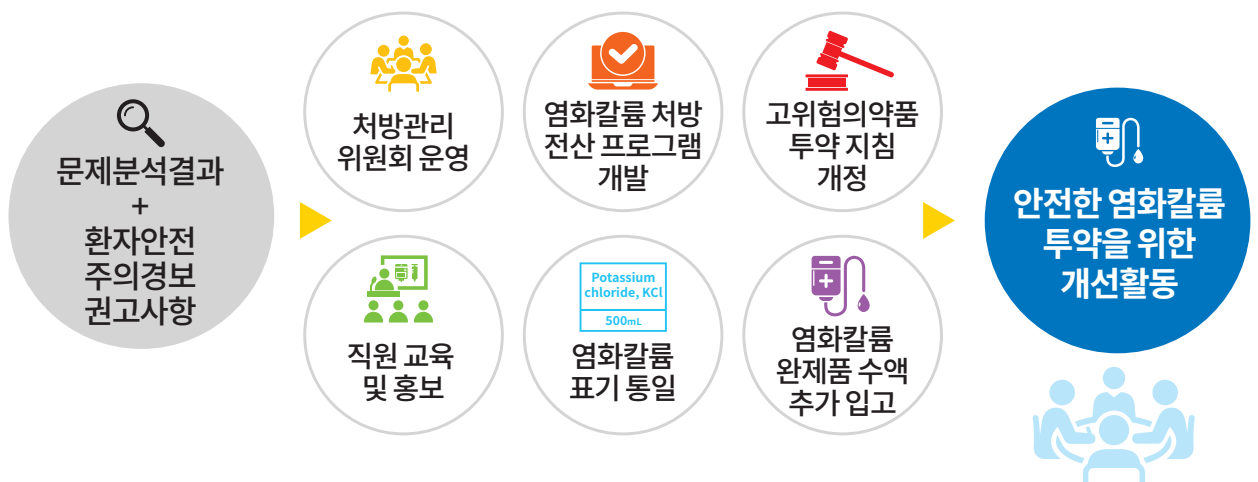 문제분석결과
+
환자안전
주의경보
권고사항
처방관리
위원회 운영
염화칼륨 처방
전산 프로그램
개발
고위험의약품
투약 지침
개정
직원 교육
및 홍보
Potassium
chloride, KCl
500mL
염화칼륨
표기 통일
염화칼륨
완제품 수액
추가 입고
안전한 염화칼륨
투약을 위한
개선활동